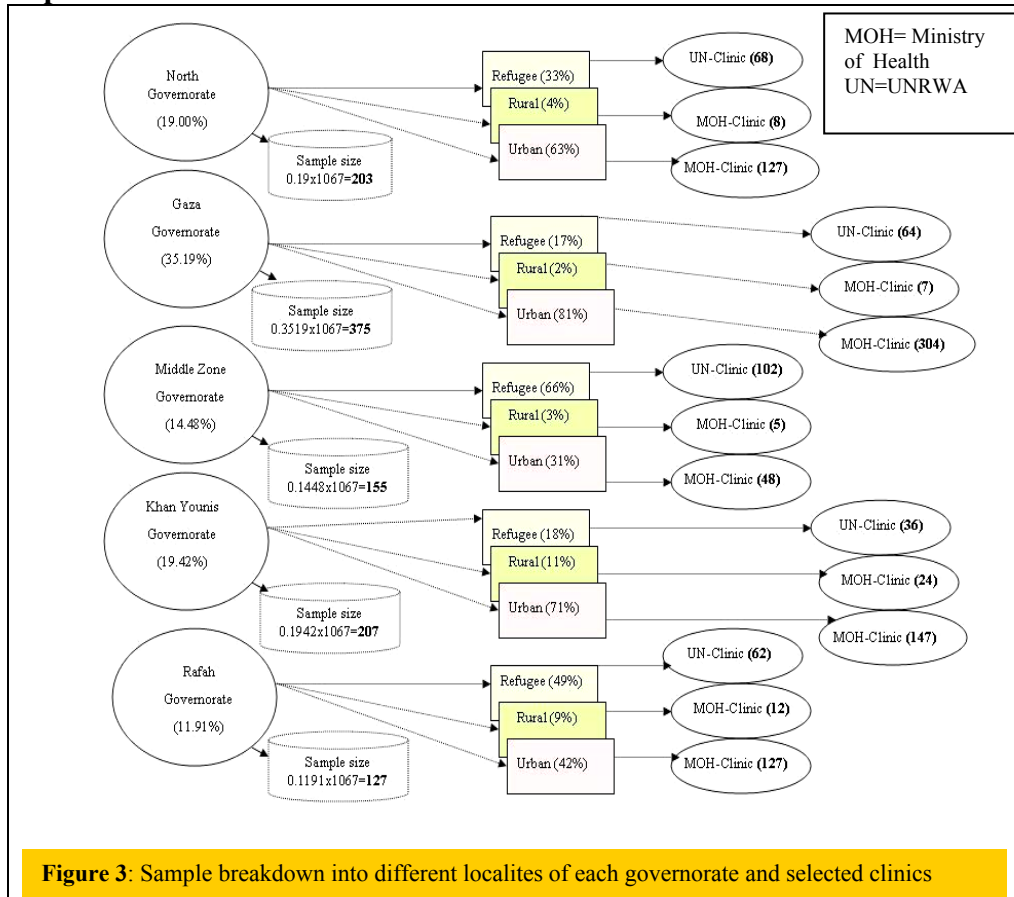 MOH= Ministry
of Health
UN=UNRWA
North
Governorate
(19.00%)
Sample size
0.19x1067=203
Refugee (33%)
Rural (4%)
Urban (63%)
UN-Clinic (68)
MOH-Clinic (8)
MOH-Clinic (127)
Gaza
Governorate
(35.19%)
Sample size
0.3519x1067=375
Refugee (17%)
Rural (2%)
Urban (81%)
UN-Clinic (64)
MOH-Clinic (7)
MOH-Clinic (304)
Middle Zone
Governorate
(14.48%)
Sample size
0.1448x1067=155
Refugee (66%)
Rural (3%)
Urban (31%)
UN-Clinic (102)
MOH-Clinic (5)
MOH-Clinic (48)
Khan Younis
Governorate
(19.42%)
Sample size
0.1942x1067=207
Refugee (18%)
Rural (11%)
Urban (71%)
UN-Clinic (36)
MOH-Clinic (24)
MOH-Clinic (147)
Rafah
Governorate
(11.91%)
Sample size
0.1191x1067=127
Refugee (49%)
Rural (9%)
Urban (42%)
UN-Clinic (62)
MOH-Clinic (12)
MOH-Clinic (127)
Figure 3: Sample breakdown into different localites of each governorate and selected clinics